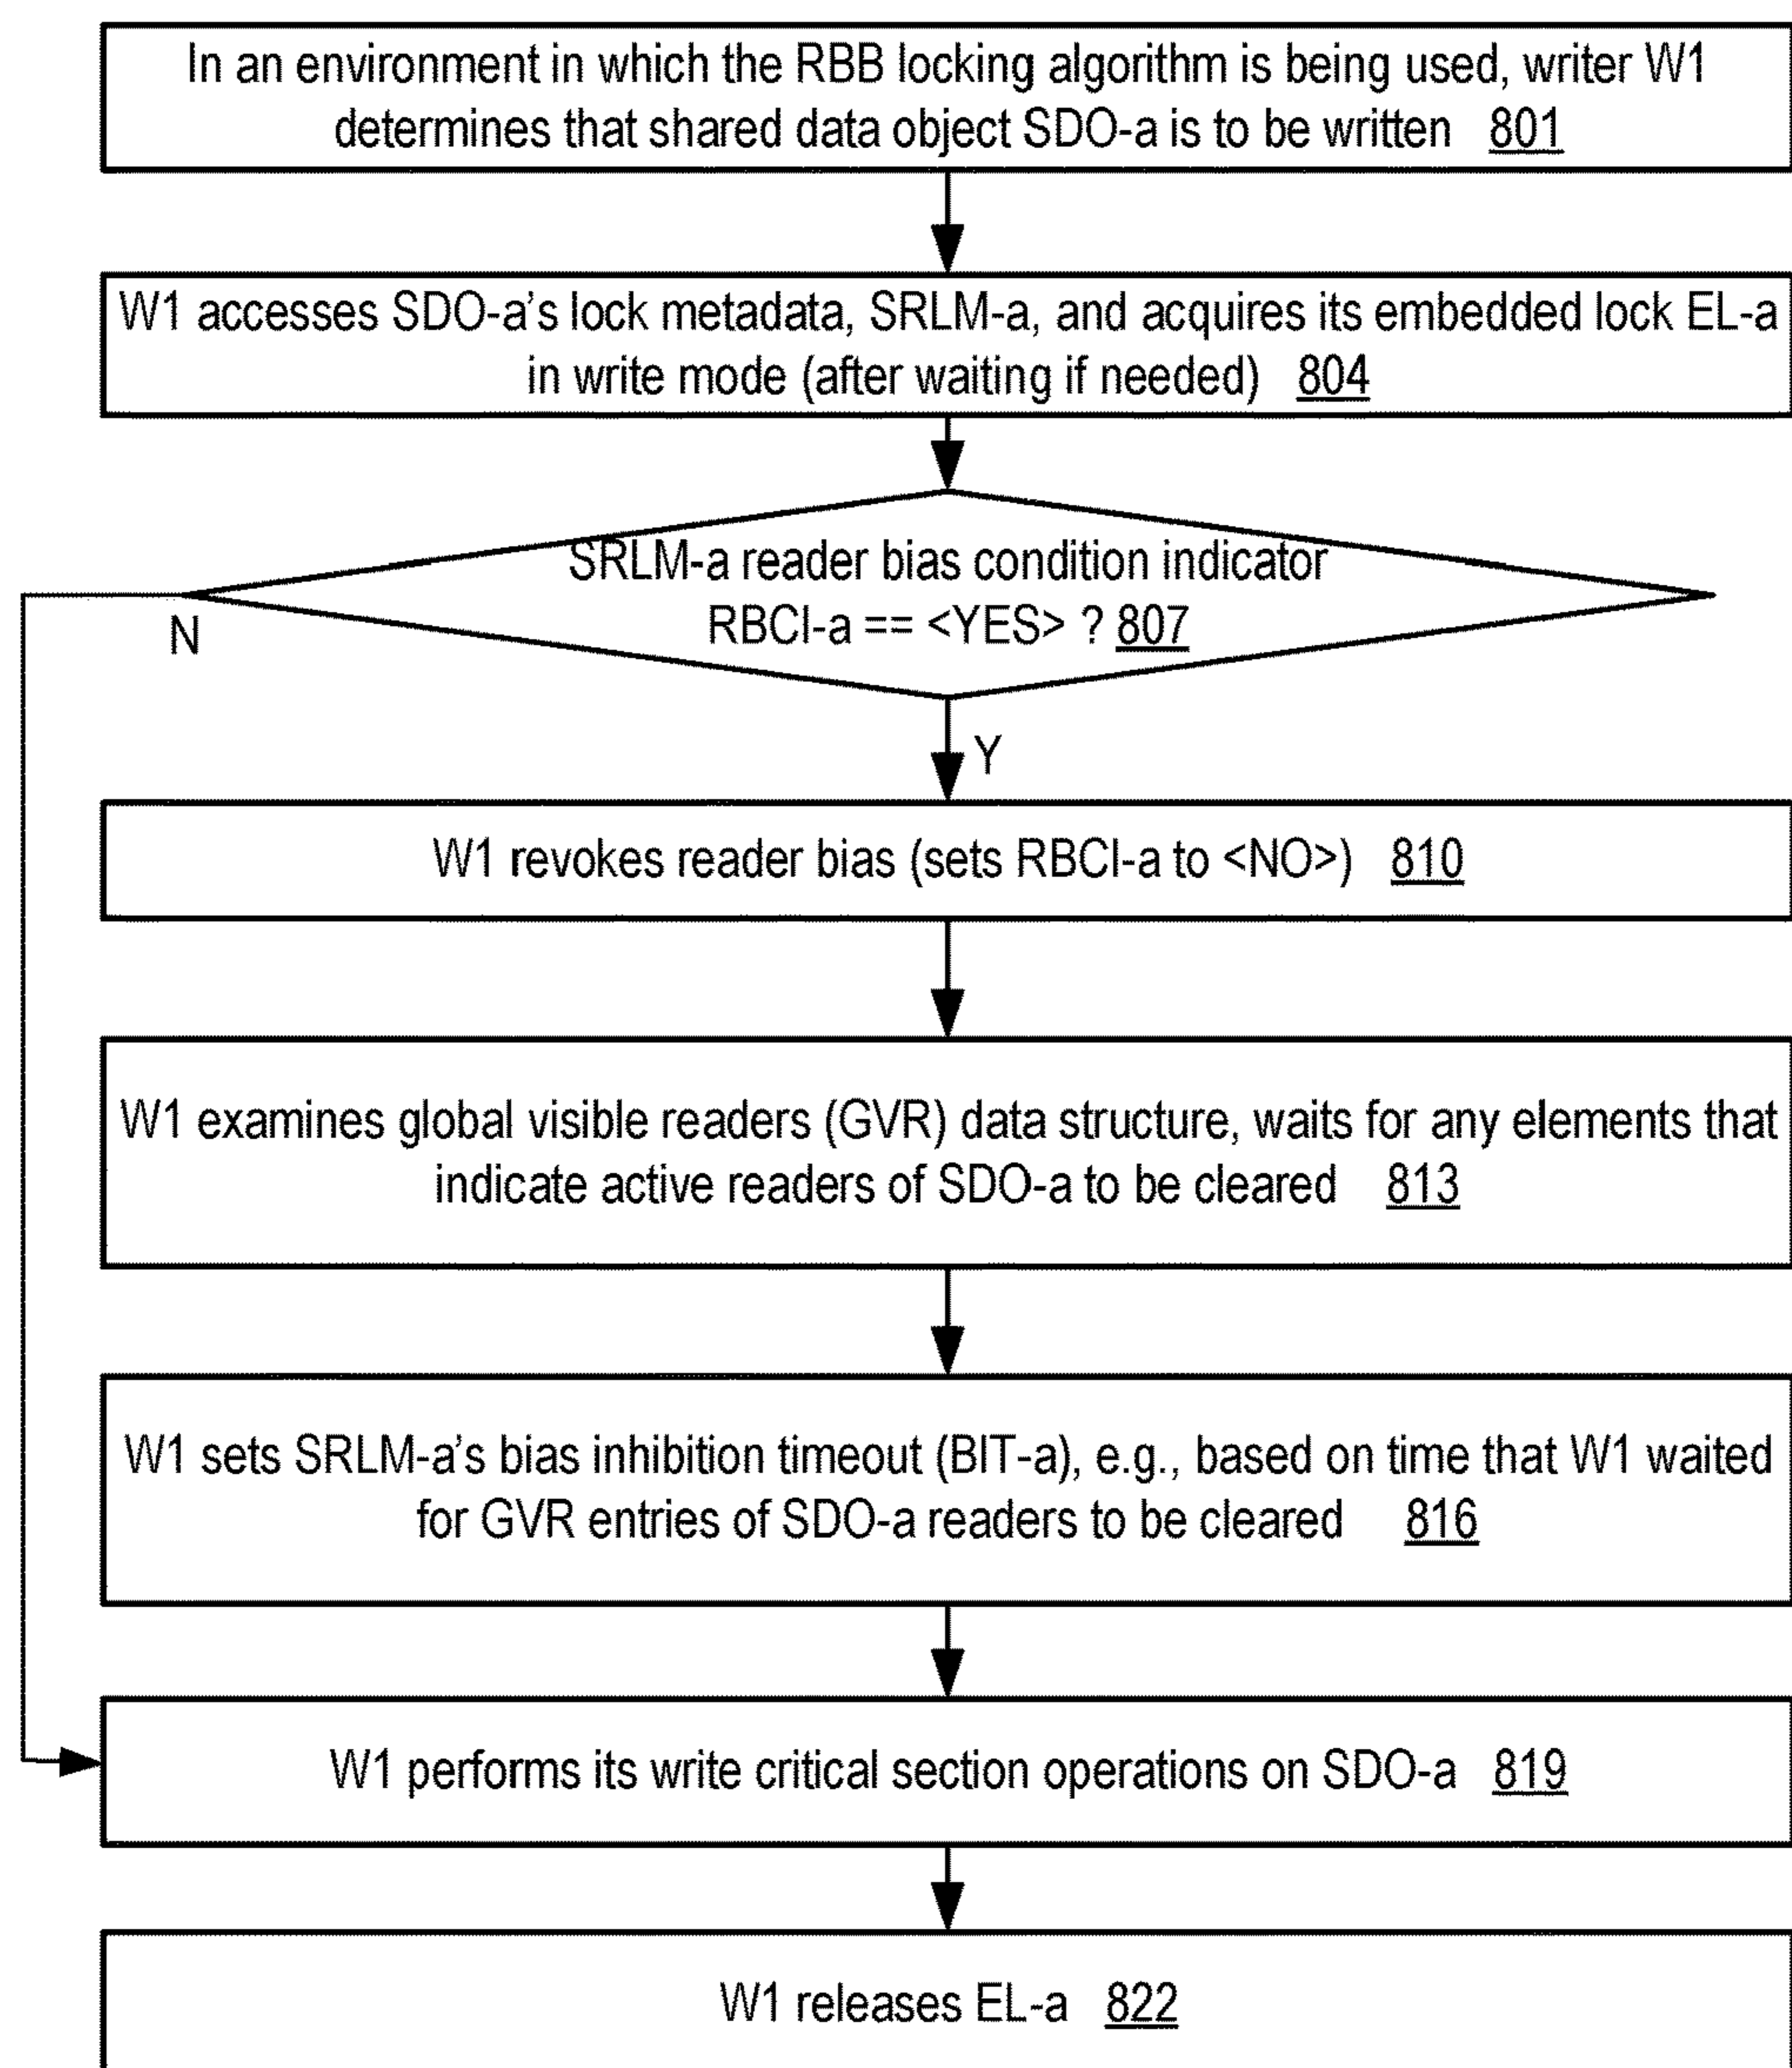 In an environment in which the RBB locking algorithm is being used, writer W1
determines that shared data object SDO-a is to be written 801
W1 accesses SDO-a's lock metadata, SRLM-a, and acquires its embedded lock EL-a
in write mode (after waiting if needed) 804
SRLM-a reader bias condition indicator
RBCI-a == <YES> ? 807
N
Y
W1 revokes reader bias (sets RBCI-a to <NO>) 810
W1 examines global visible readers (GVR) data structure, waits for any elements that
indicate active readers of SDO-a to be cleared 813
W1 sets SRLM-a's bias inhibition timeout (BIT-a), e.g., based on time that W1 waited
for GVR entries of SDO-a readers to be cleared 816
W1 performs its write critical section operations on SDO-a 819
W1 releases EL-a 822